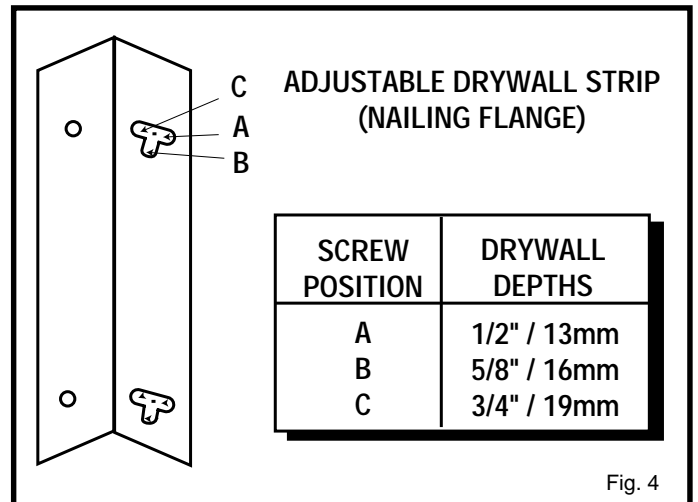 C
A
B
ADJUSTABLE DRYWALL STRIP
(NAILING FLANGE)
SCREW POSITION DRYWALL DEPTHS
A 1/2" / 13mm
B 5/8" / 16mm
C 3/4" / 19mm
Fig. 4